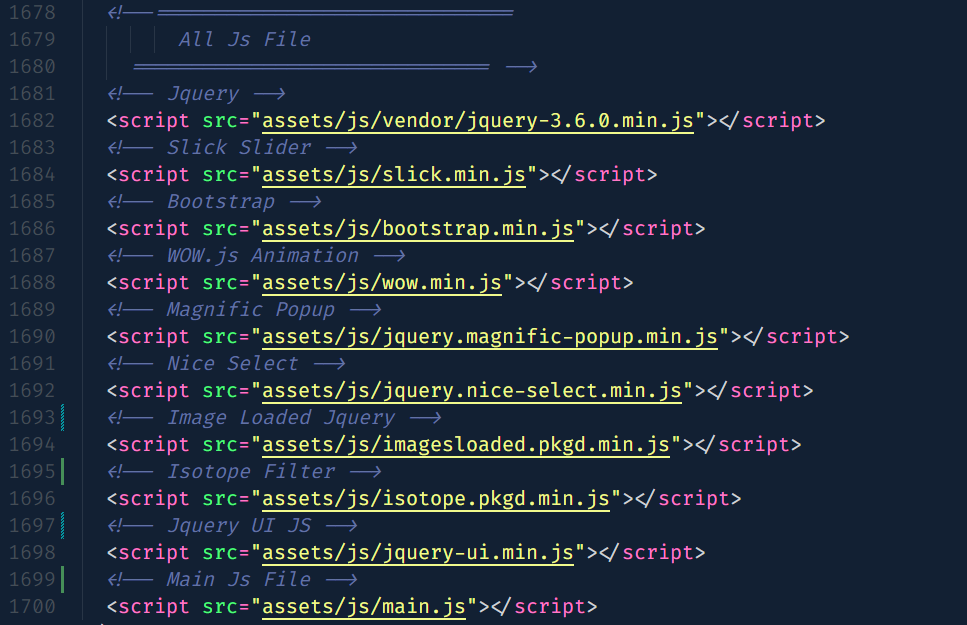 1678 <!--==============================
1679 All Js File
1680 ============================== -->
1681 <!-- Jquery -->
1682 <script src="assets/js/vendor/jquery-3.6.0.min.js"></script>
1683 <!-- Slick Slider -->
1684 <script src="assets/js/slick.min.js"></script>
1685 <!-- Bootstrap -->
1686 <script src="assets/js/bootstrap.min.js"></script>
1687 <!-- WOW.js Animation -->
1688 <script src="assets/js/wow.min.js"></script>
1689 <!-- Magnific Popup -->
1690 <script src="assets/js/jquery.magnific-popup.min.js"></script>
1691 <!-- Nice Select -->
1692 <script src="assets/js/jquery.nice-select.min.js"></script>
1693 <!-- Image Loaded Jquery -->
1694 <script src="assets/js/imagesloaded.pkgd.min.js"></script>
1695 <!-- Isotope Filter -->
1696 <script src="assets/js/isotope.pkgd.min.js"></script>
1697 <!-- Jquery UI JS -->
1698 <script src="assets/js/jquery-ui.min.js"></script>
1699 <!-- Main Js File -->
1700 <script src="assets/js/main.js"></script>